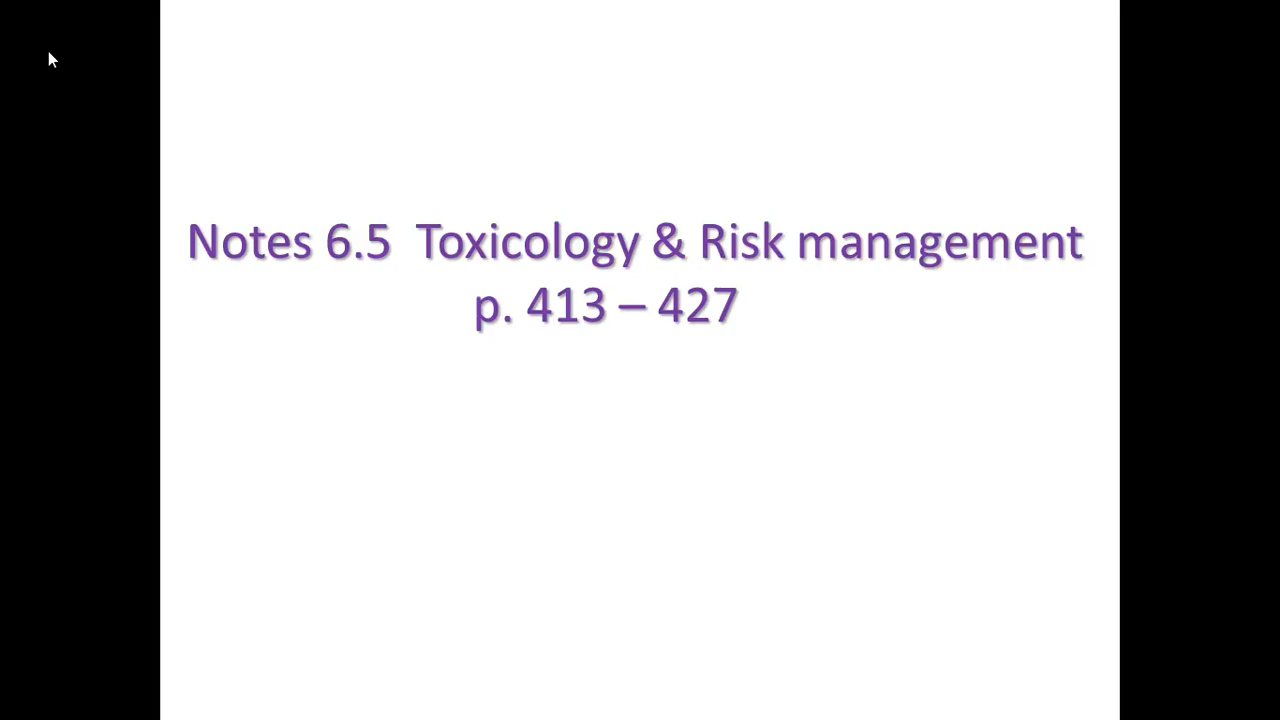 Notes 6.5 Toxicology & Risk management
p. 413 – 427